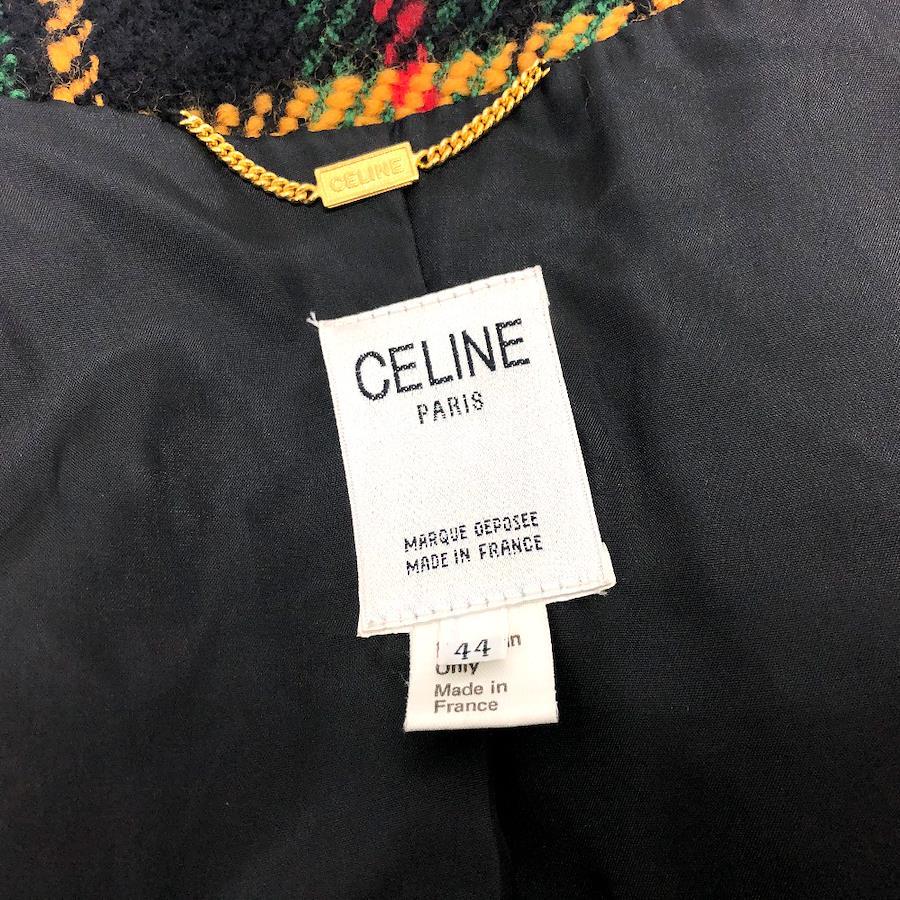 CELINE
CELINE
PARIS
MARQUE DEPOSEE
MADE IN FRANCE
44
Only
Made in
France